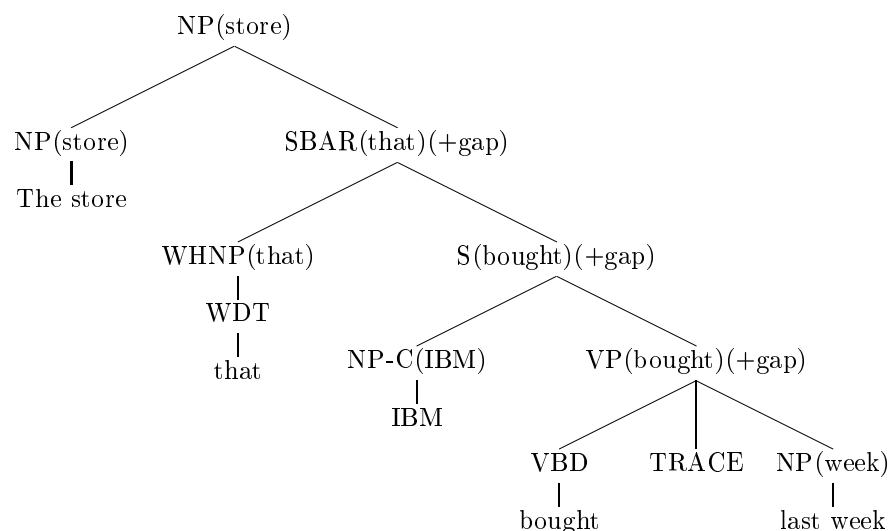 NP(store)
NP(store) SBAR(that)(+gap)
The store
WHNP(that) S(bought)(+gap)
WDT
that NP-C(IBM) VP(bought)(+gap)
IBM
VBD TRACE NP(week)
bought last week